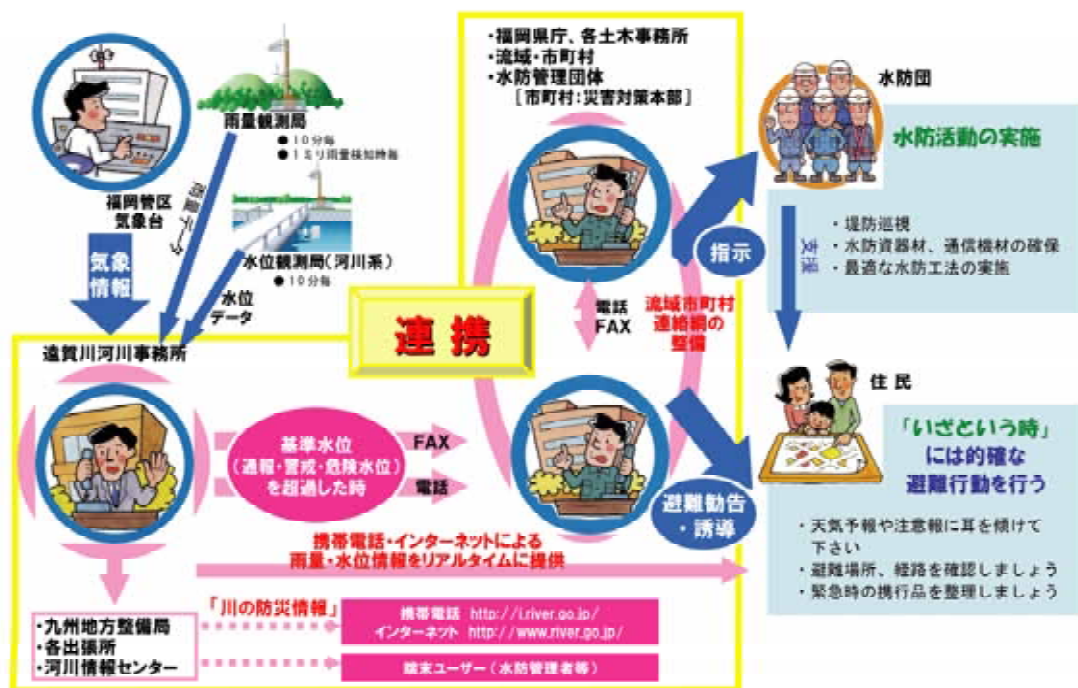 ・福岡県庁、各土木事務所
・流域・市町村
・水防管理団体
［市町村：災害対策本部］
水防団
水防活動の実施
・堤防巡視
・水防資器材、通信機材の確保
・最適な水防工法の実施
支援
指示
雨量観測局
●10分毎
●1ミリ雨量検知時毎
雨量データ
福岡管区
気象台
気象
情報
水位観測局（河川系）
●10分毎
水位
データ
連携
電話
FAX
流域市町村
連絡網の
整備
遠賀川河川事務所
基準水位
（通報・警戒・危険水位）
を超過した時
FAX
電話
避難勧告
・誘導
住民
「いざという時」
には的確な
避難行動を行う
・天気予報や注意報に耳を傾けて
下さい
・避難場所、経路を確認しましょう
・緊急時の携行品を整理しましょう
携帯電話・インターネットによる
雨量・水位情報をリアルタイムに提供
・九州地方整備局
・各出張所
・河川情報センター
「川の防災情報」
携帯電話 http://i.river.go.jp/
インターネット http://www.river.go.jp/
端末ユーザー（水防管理者等）